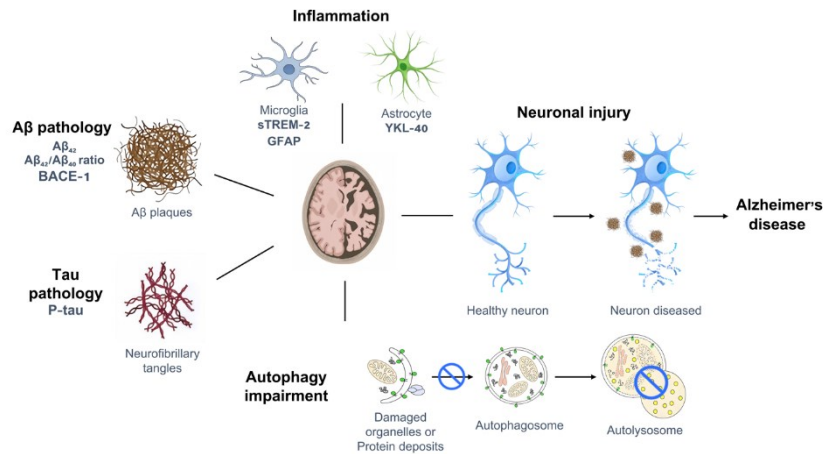 Inflammation
Microglia
sTREM-2
GFAP
Astrocyte
YKL-40
Aβ pathology
Aβ₄₂
Aβ₄₂/Aβ₄₀ ratio
BACE-1
Aβ plaques
Tau
pathology
P-tau
Neurofibrillary
tangles
Neuronal injury
Healthy neuron
Neuron diseased
Alzheimer's
disease
Autophagy
impairment
Damaged
organelles or
Protein deposits
Autophagosome
Autolysosome